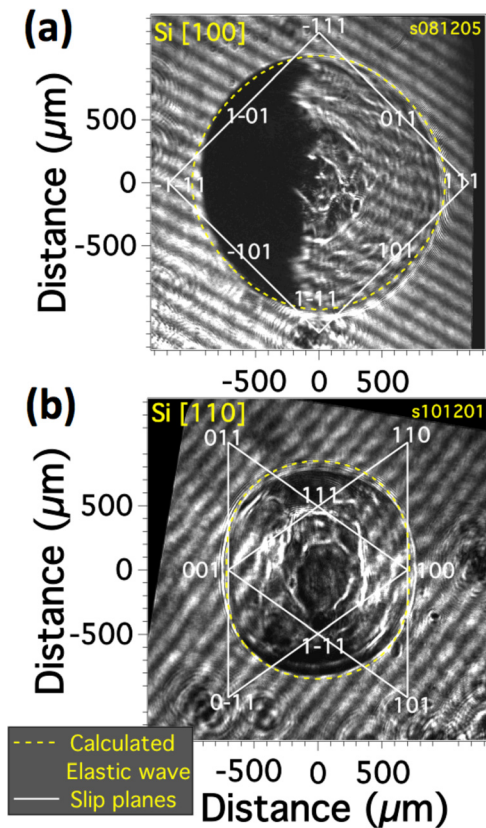 (a)
Si [100]
s081205
-111
1-01
011
-1-11
111
-101
101
1-11
Distance (µm)
500
0
-500
-500 0 500
(b)
Si [110]
s101201
011
110
111
001
100
1-11
0-11
101
Distance (µm)
500
0
-500
-500 0 500
Distance (µm)
Calculated
Elastic wave
Slip planes